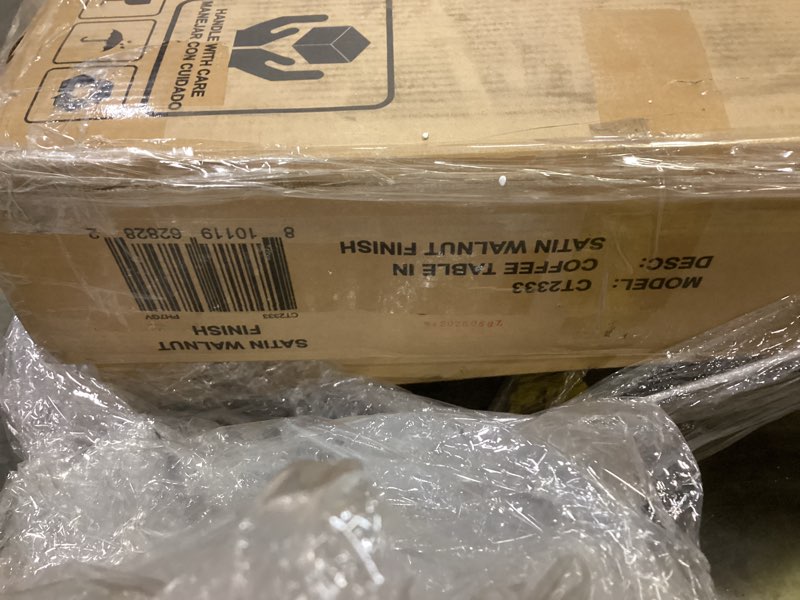 HANDLE WITH CARE
MANEJAR CON CUIDADO
MODEL: CT2333
DESC: COFFEE TABLE IN
SATIN WALNUT FINISH
SATIN WALNUT
FINISH
CT2333 PH7GV
8 10119 62828 2